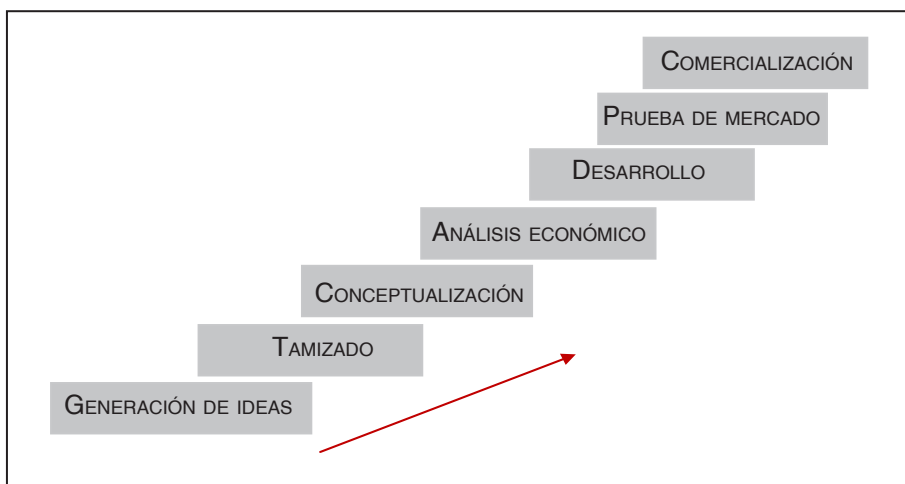 COMERCIALIZACIÓN
PRUEBA DE MERCADO
DESARROLLO
ANÁLISIS ECONÓMICO
CONCEPTUALIZACIÓN
TAMIZADO
GENERACIÓN DE IDEAS